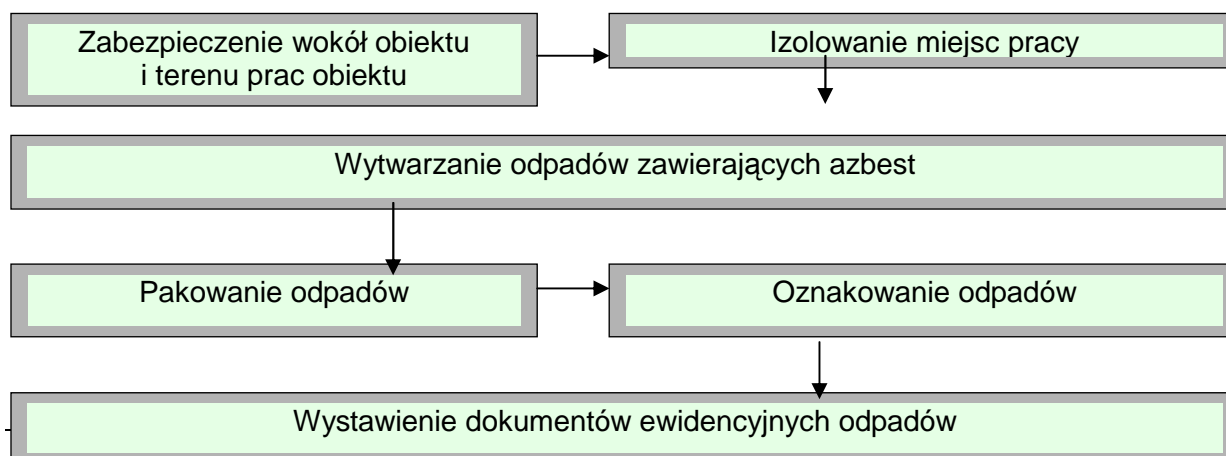 Zabezpieczenie wokół obiektu
i terenu prac obiektu
Izolowanie miejsc pracy
Wytwarzanie odpadów zawierających azbest
Pakowanie odpadów
Oznakowanie odpadów
Wystawienie dokumentów ewidencyjnych odpadów